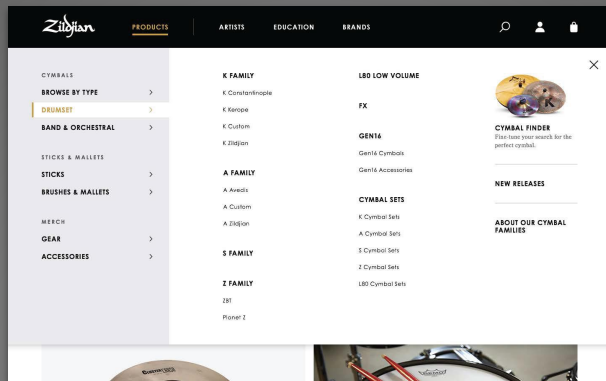 Zildjian
PRODUCTS
ARTISTS
EDUCATION
BRANDS
CYMBALS
BROWSE BY TYPE
DRUMSET
BAND & ORCHESTRAL
STICKS & MALLETS
STICKS
BRUSHES & MALLETS
MERCH
GEAR
ACCESSORIES
K FAMILY
K Constantinople
K Kerope
K Custom
K Zildjian
A FAMILY
A Avedis
A Custom
A Zildjian
S FAMILY
Z FAMILY
ZBT
Planet Z
L80 LOW VOLUME
FX
GEN16
Gen16 Cymbals
Gen16 Accessories
CYMBAL SETS
K Cymbal Sets
A Cymbal Sets
S Cymbal Sets
Z Cymbal Sets
L80 Cymbal Sets
CYMBAL FINDER
Fine-tune your search for the
perfect cymbal.
NEW RELEASES
ABOUT OUR CYMBAL
FAMILIES